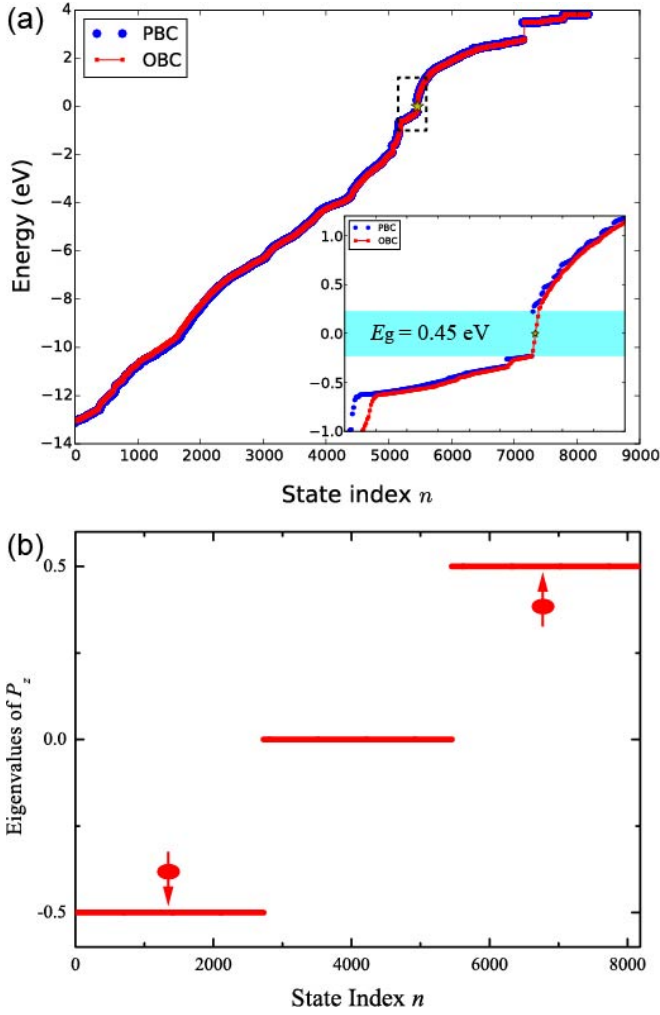 (a)
PBC
OBC
4
2
0
−2
−4
−6
−8
−10
−12
−14
Energy (eV)
PBC
OBC
1.0
0.5
0.0
−0.5
−1.0
Eg = 0.45 eV
0 1000 2000 3000 4000 5000 6000 7000 8000 9000
State index n
(b)
0.5
0.0
-0.5
Eigenvalues of Pz
0 2000 4000 6000 8000
State Index n